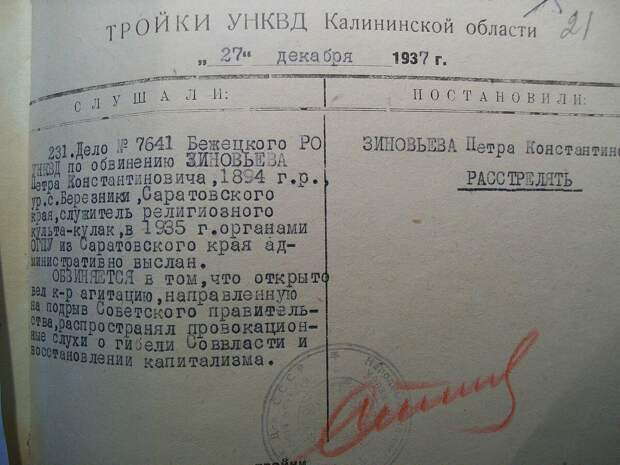 21
ТРОЙКИ УНКВД Калининской области
„27“ декабря 1937 г.
СЛУШАЛИ:
231.Дело № 7641 Бежецкого РО
УНКВД по обвинению ЗИНОВЬЕВА
Петра Константиновича,1894 г.р.,
ур.с.Березники,Саратовского
края,служитель религиозного
культа-кулак,в 1935 г.органами
ОГПУ из Саратовского края ад-
министративно выслан.
ОБВИНЯЕТСЯ в том,что открыто
вел к-р агитацию,направленную
на подрыв Советского правитель-
ства,распространял провокацион-
ные слухи о гибели Соввласти и
восстановлении капитализма.
ПОСТАНОВИЛИ:
ЗИНОВЬЕВА Петра Константино
РАССТРЕЛЯТЬ
СССР